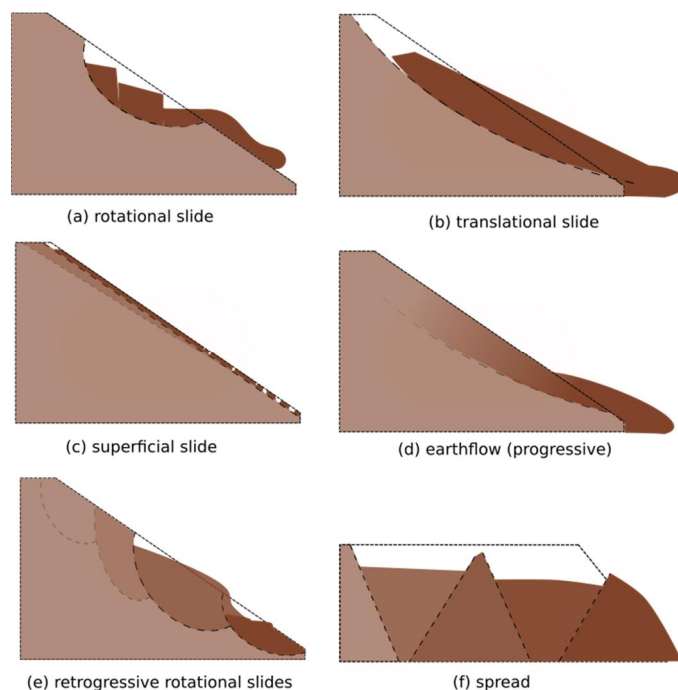 (a) rotational slide
(b) translational slide
(c) superficial slide
(d) earthflow (progressive)
(e) retrogressive rotational slides
(f) spread